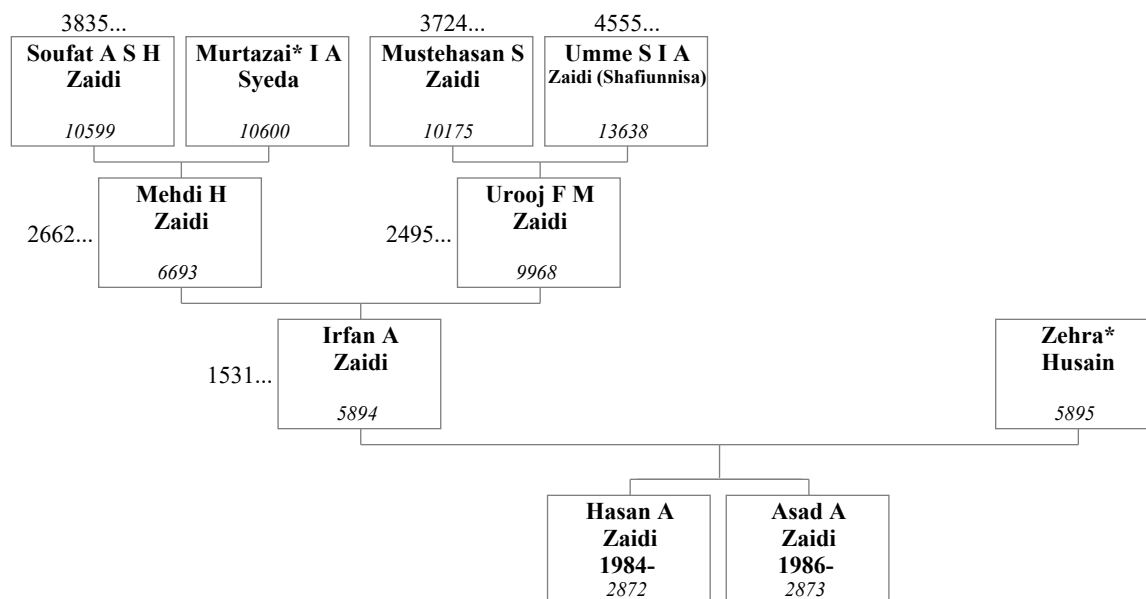 3835...
3724...
4555...
Soufat A S H
Zaidi
10599
Murtazai* I A
Syeda
10600
Mustehasan S
Zaidi
10175
Umme S I A
Zaidi (Shafiunnisa)
13638
2662...
Mehdi H
Zaidi
6693
2495...
Urooj F M
Zaidi
9968
1531...
Irfan A
Zaidi
5894
Zehra*
Husain
5895
Hasan A
Zaidi
1984-
2872
Asad A
Zaidi
1986-
2873